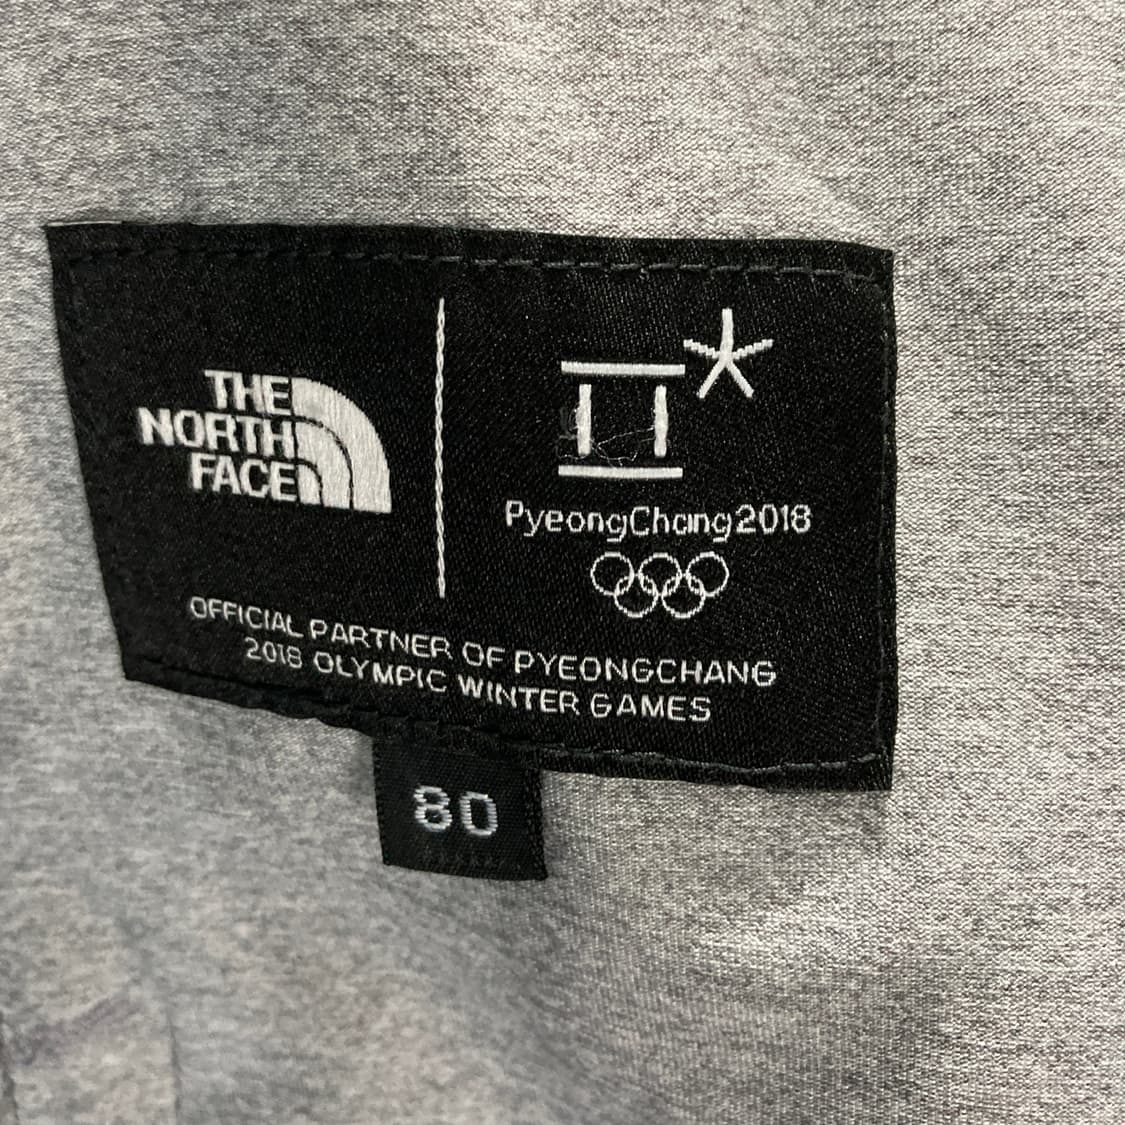 THE
NORTH
FACE
PyeongChang2018
OFFICIAL PARTNER OF PYEONGCHANG
2018 OLYMPIC WINTER GAMES
80